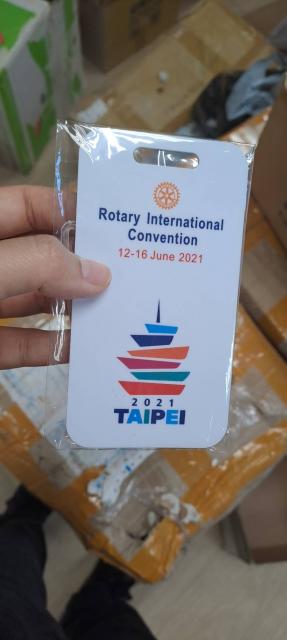 Rotary International
Convention
12-16 June 2021
2021
TAIPEI